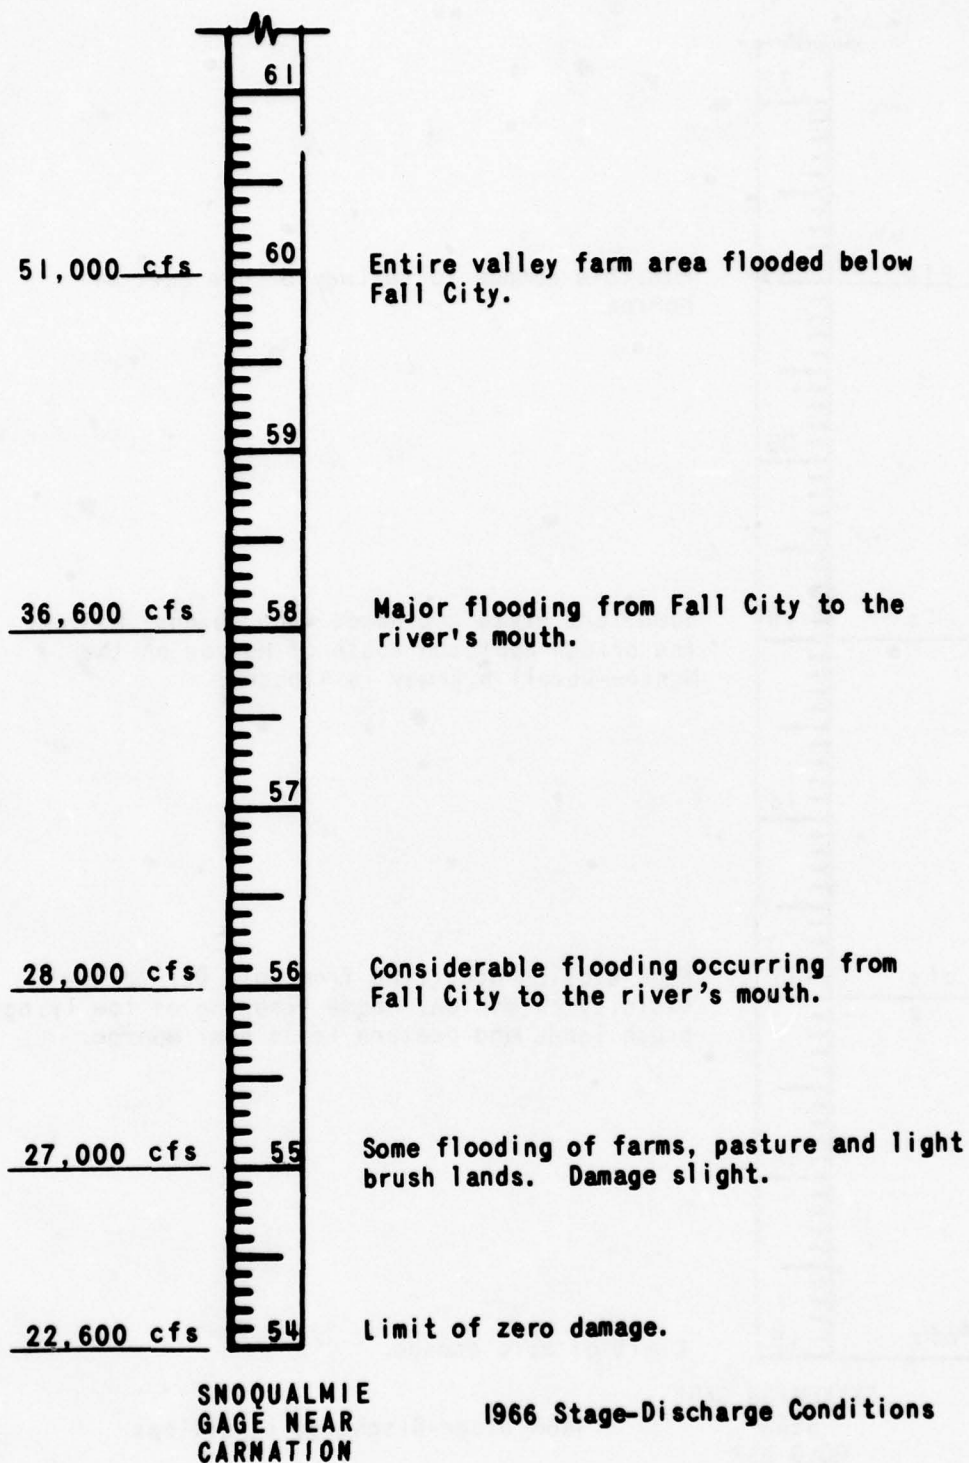 61
51,000 cfs 60 Entire valley farm area flooded below
Fall City.
59
36,600 cfs 58 Major flooding from Fall City to the
river's mouth.
57
28,000 cfs 56 Considerable flooding occurring from
Fall City to the river's mouth.
27,000 cfs 55 Some flooding of farms, pasture and light
brush lands. Damage slight.
22,600 cfs 54 Limit of zero damage.
SNOQUALMIE
GAGE NEAR
CARNATION
1966 Stage-Discharge Conditions